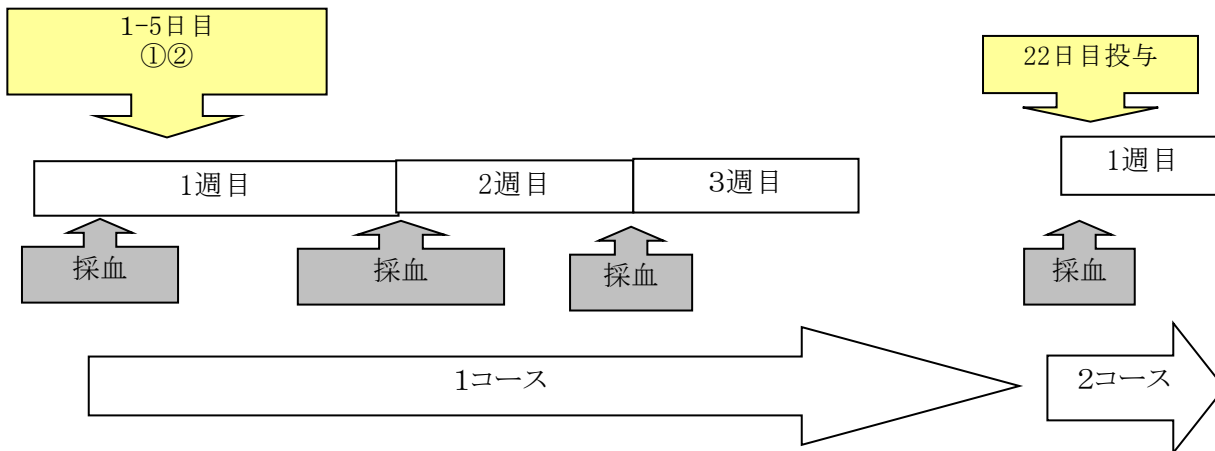 1-5日目
①②
22日目投与
1週目
2週目
3週目
1週目
採血
採血
採血
採血
1コース
2コース